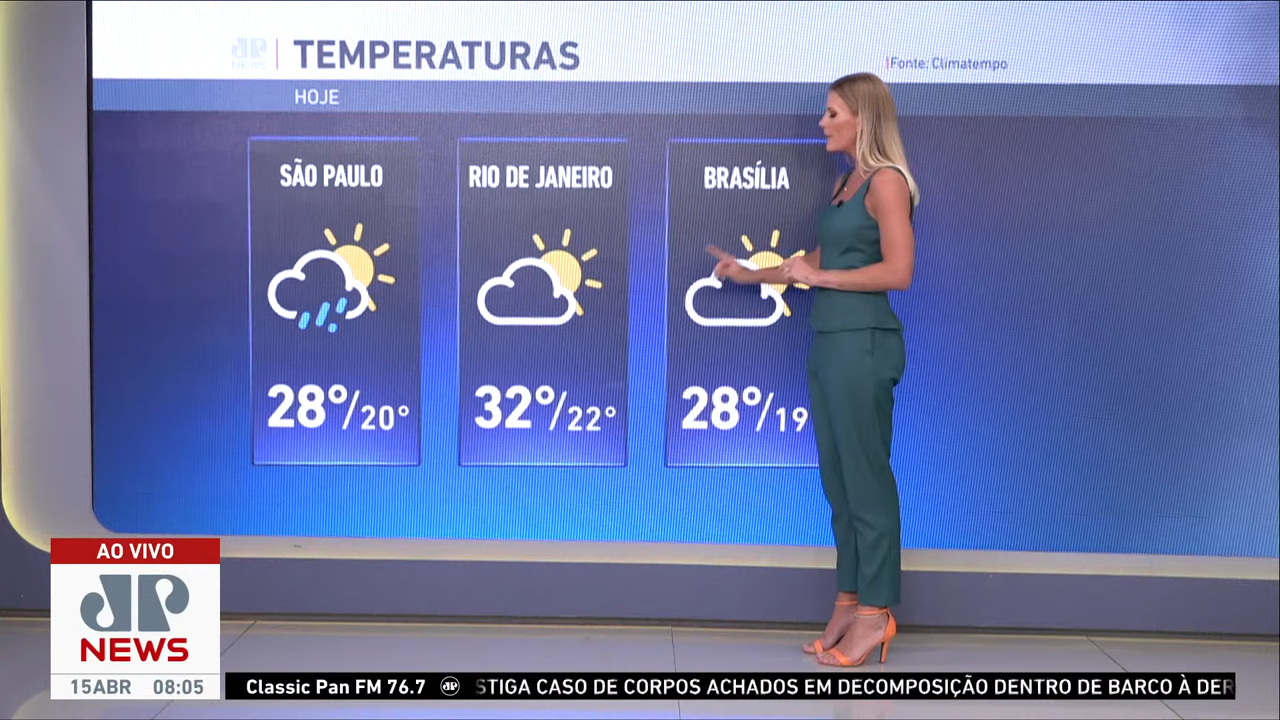 JP NEWS
TEMPERATURAS
Fonte: Climatempo
HOJE
SÃO PAULO
28°/20°
RIO DE JANEIRO
32°/22°
BRASÍLIA
28°/19
AO VIVO
JP
NEWS
15ABR 08:05
Classic Pan FM 76.7 JP STIGA CASO DE CORPOS ACHADOS EM DECOMPOSIÇÃO DENTRO DE BARCO À DER